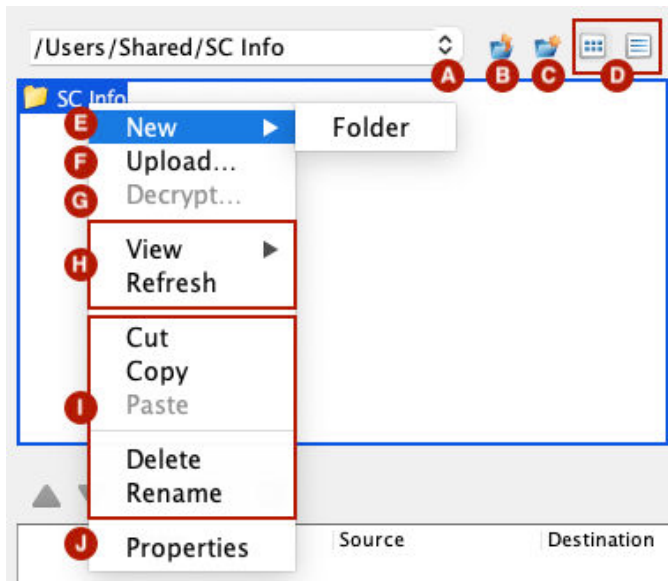 /Users/Shared/SC Info
A B C D
SC Info
E New Folder
F Upload...
G Decrypt...
H View
Refresh
Cut
Copy
I Paste
Delete
Rename
J Properties Source Destination